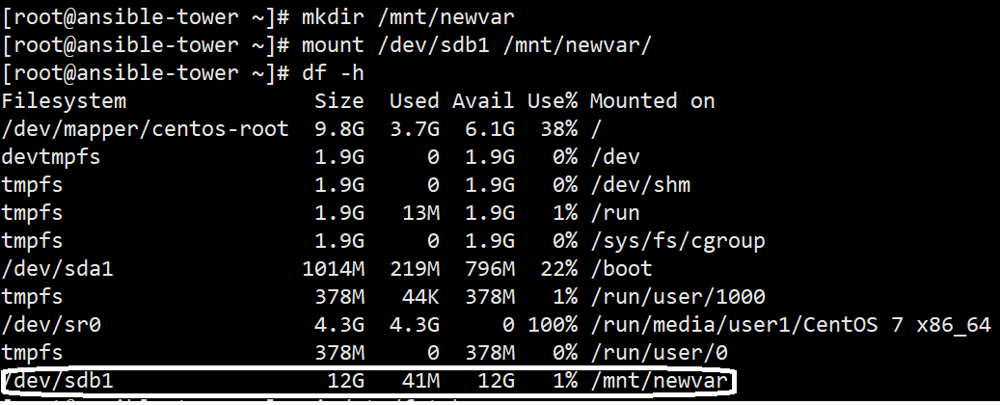 [root@ansible-tower ~]# mkdir /mnt/newvar
[root@ansible-tower ~]# mount /dev/sdb1 /mnt/newvar/
[root@ansible-tower ~]# df -h
Filesystem Size Used Avail Use% Mounted on
/dev/mapper/centos-root 9.8G 3.7G 6.1G 38% /
devtmpfs 1.9G 0 1.9G 0% /dev
tmpfs 1.9G 0 1.9G 0% /dev/shm
tmpfs 1.9G 13M 1.9G 1% /run
tmpfs 1.9G 0 1.9G 0% /sys/fs/cgroup
/dev/sda1 1014M 219M 796M 22% /boot
tmpfs 378M 44K 378M 1% /run/user/1000
/dev/sr0 4.3G 4.3G 0 100% /run/media/user1/CentOS 7 x86_64
tmpfs 378M 0 378M 0% /run/user/0
/dev/sdb1 12G 41M 12G 1% /mnt/newvar